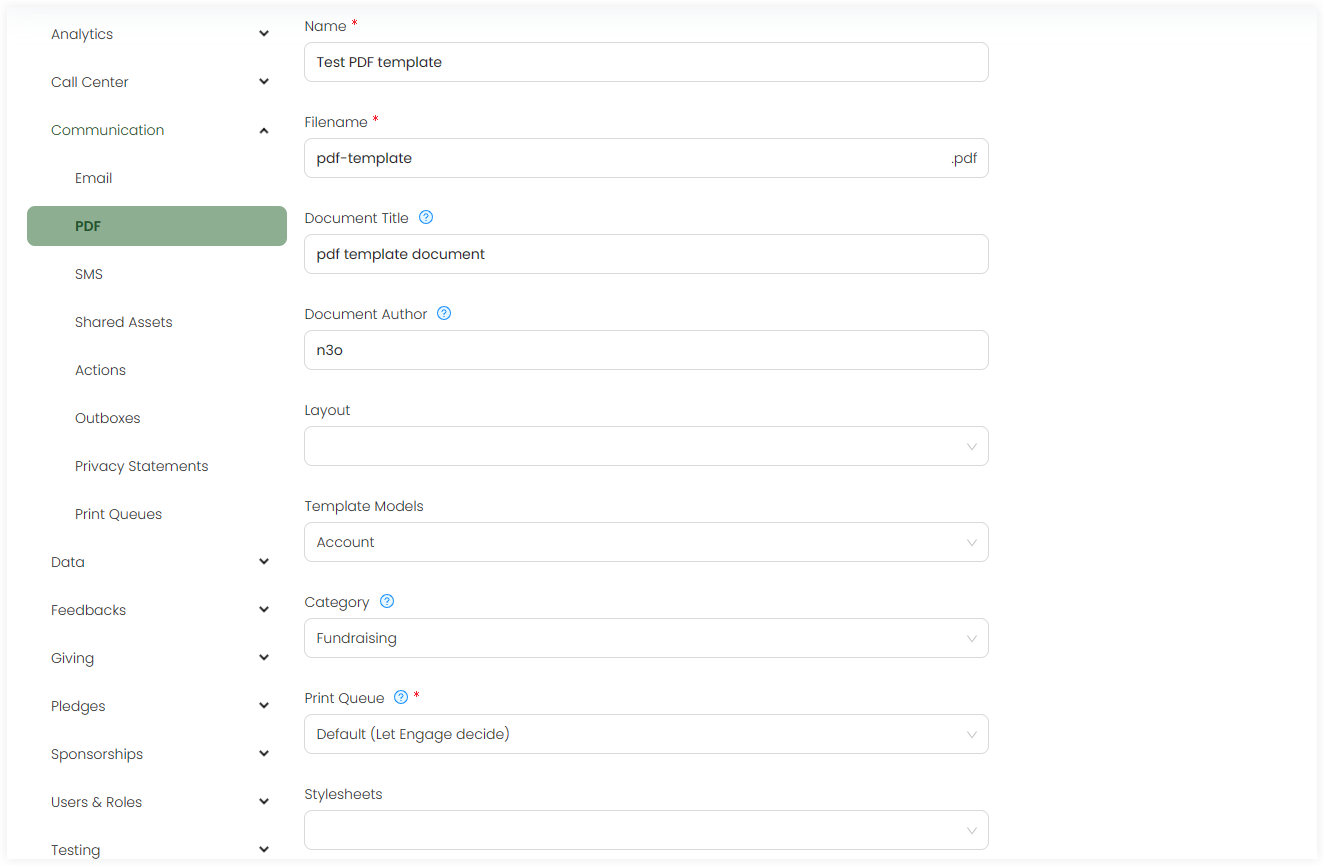 Analytics
Call Center
Communication
Email
PDF
SMS
Shared Assets
Actions
Outboxes
Privacy Statements
Print Queues
Data
Feedbacks
Giving
Pledges
Sponsorships
Users & Roles
Testing
Name *
Test PDF template
Filename *
pdf-template .pdf
Document Title ?
pdf template document
Document Author ?
n3o
Layout
Template Models
Account
Category ?
Fundraising
Print Queue ? *
Default (Let Engage decide)
Stylesheets